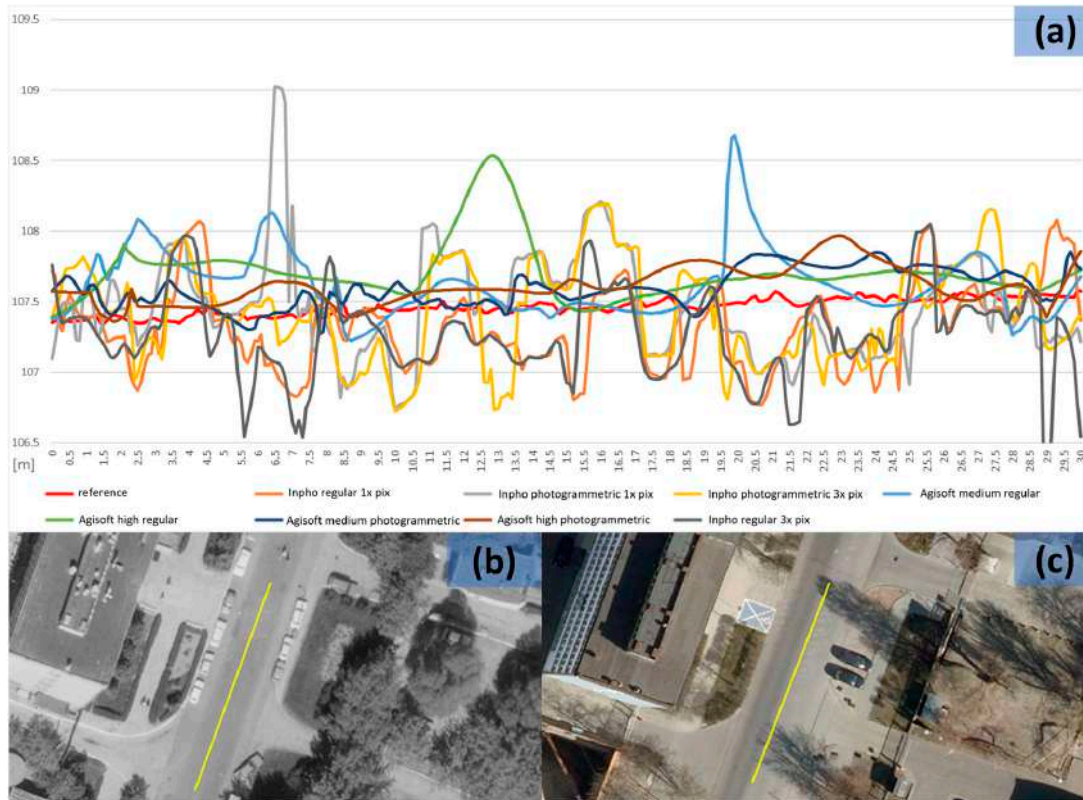 109.5
(a)
109
108.5
108
107.5
107
106.5
[m]
0 0.5 1 1.5 2 2.5 3 3.5 4 4.5 5 5.5 6 6.5 7 7.5 8 8.5 9 9.5 10 10.5 11 11.5 12 12.5 13 13.5 14 14.5 15 15.5 16 16.5 17 17.5 18 18.5 19 19.5 20 20.5 21 21.5 22 22.5 23 23.5 24 24.5 25 25.5 26 26.5 27 27.5 28 28.5 29 29.5 30
reference Inpho regular 1x pix Inpho photogrammetric 1x pix Inpho photogrammetric 3x pix Agisoft medium regular
Agisoft high regular Agisoft medium photogrammetric Agisoft high photogrammetric Inpho regular 3x pix
(b) (c)